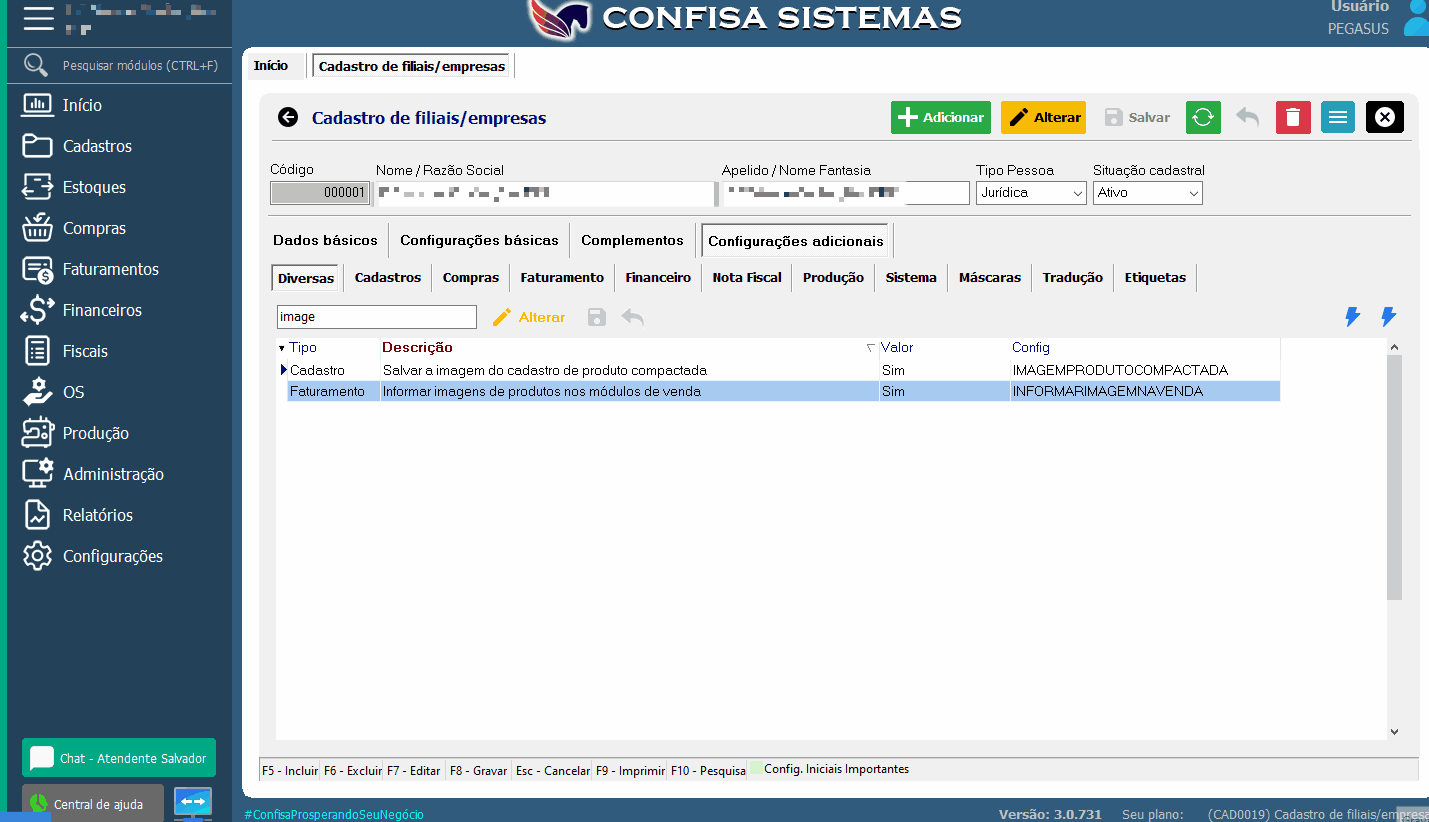 CONFISA SISTEMAS
Usuário
PEGASUS
Pesquisar módulos (CTRL+F)
Início
Cadastros
Estoques
Compras
Faturamentos
Financeiros
Fiscais
OS
Produção
Administração
Relatórios
Configurações
Chat - Atendente Salvador
Central de ajuda
Início Cadastro de filiais/empresas
Cadastro de filiais/empresas Adicionar Alterar Salvar
Código Nome / Razão Social Apelido / Nome Fantasia Tipo Pessoa Situação cadastral
000001 Jurídica Ativo
Dados básicos Configurações básicas Complementos Configurações adicionais
Diversas Cadastros Compras Faturamento Financeiro Nota Fiscal Produção Sistema Máscaras Tradução Etiquetas
image Alterar
Tipo Descrição Valor Config
Cadastro Salvar a imagem do cadastro de produto compactada Sim IMAGEMPRODUTOCOMPACTADA
Faturamento Informar imagens de produtos nos módulos de venda Sim INFORMARIMAGEMNAVENDA
F5 - Incluir F6 - Excluir F7 - Editar F8 - Gravar Esc - Cancelar F9 - Imprimir F10 - Pesquisa Config. Iniciais Importantes
#ConfisaProsperandoSeuNegócio Versão: 3.0.731 Seu plano: (CAD0019) Cadastro de filiais/empresa